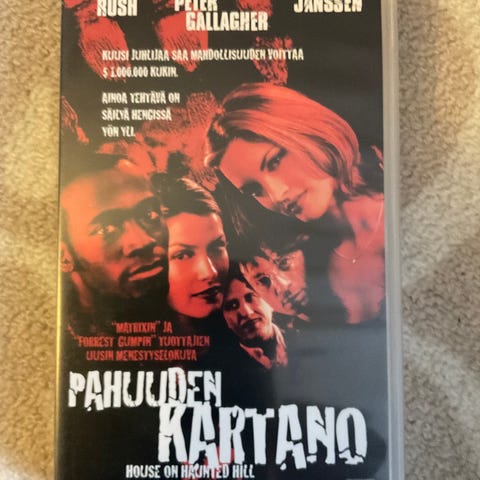 RUSH
PETER
GALLAGHER
JANSSEN
KUUSI JUHLIJAA SAA MAHDOLLISUUDEN VOITTAA
$ 1.000.000 KUKIN.
AINOA TEHTÄVÄ ON
SÄILYÄ HENGISSÄ
YÖN YLI.
"MATRIXIN" JA
"FORREST GUMPIN" TUOTTAJIEN
UUSIN MENESTYSELOKUVA
PAHUUDEN
KARTANO
HOUSE ON HAUNTED HILL